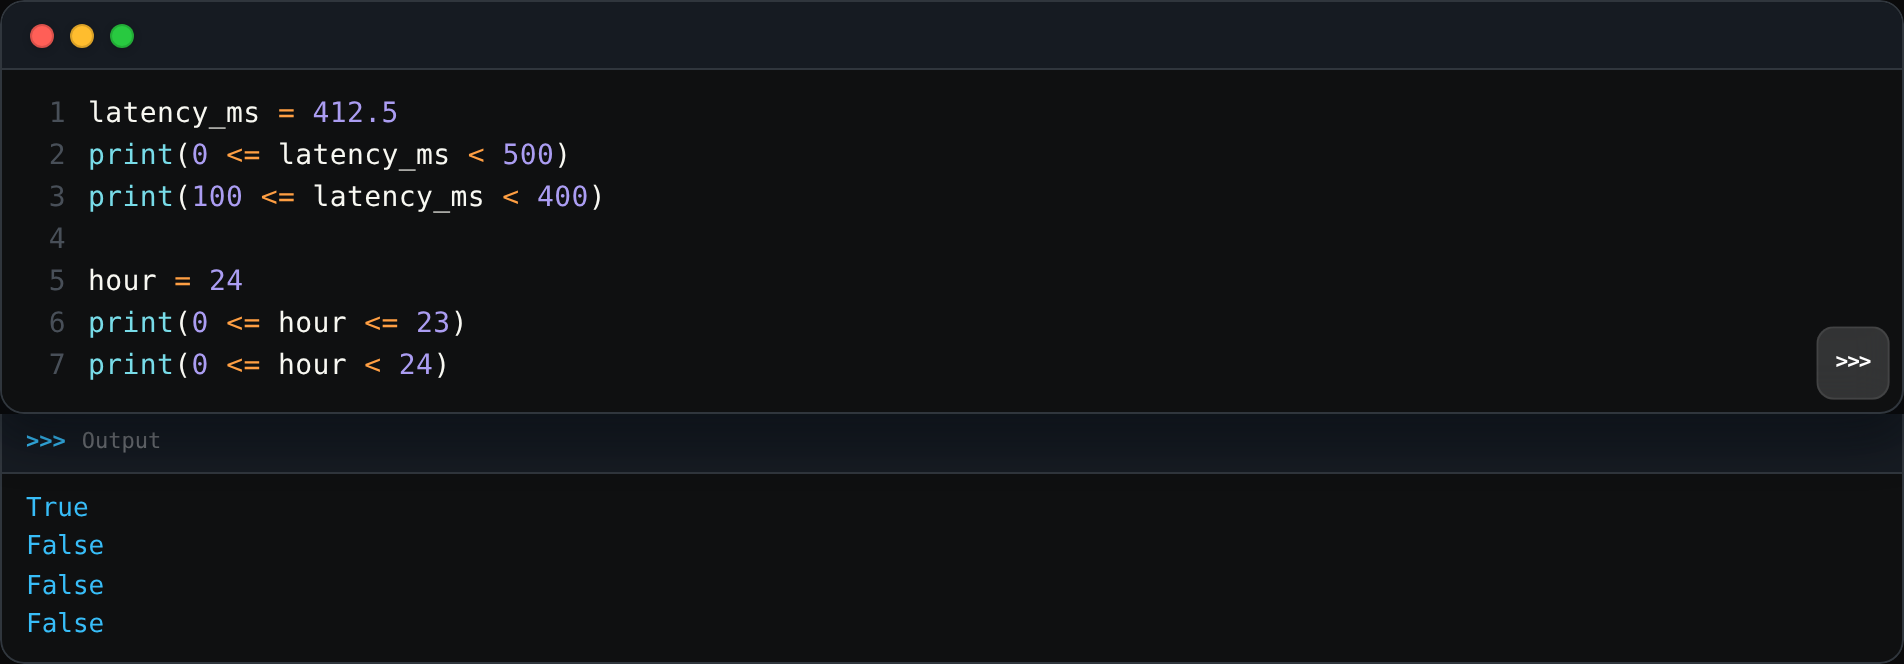 1 latency_ms = 412.5
2 print(0 <= latency_ms < 500)
3 print(100 <= latency_ms < 400)
4
5 hour = 24
6 print(0 <= hour <= 23)
7 print(0 <= hour < 24)
>>>
>>> Output
True
False
False
False